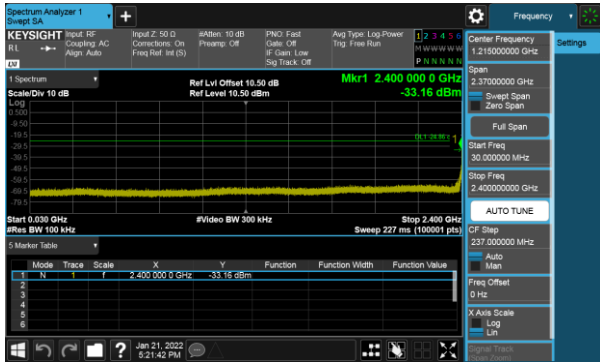 Spectrum Analyzer 1
Swept SA
Frequency
KEYSIGHT
Input: RF
Coupling: AC
Align: Auto
Input Z: 50 Ω
Corrections: On
Freq Ref: Int (S)
#Atten: 10 dB
Preamp: Off
PNO: Fast
Gate: Off
IF Gain: Low
Sig Track: Off
Avg Type: Log-Power
Trig: Free Run
1 2 3 4 5 6
M W W W W W
P N N N N N
RL
LXI
1 Spectrum
Scale/Div 10 dB
Log
Ref Lvl Offset 10.50 dB
Ref Level 10.50 dBm
Mkr1 2.400 000 0 GHz
-33.16 dBm
0.500
-9.50
-19.5
-29.5
-39.5
-49.5
-59.5
-69.5
-79.5
1
Start 0.030 GHz
#Res BW 100 kHz
#Video BW 300 kHz
Stop 2.400 GHz
Sweep 227 ms (100001 pts)
5 Marker Table
Mode Trace Scale X Y Function Function Width Function Value
1 N 1 f 2.400 000 0 GHz -33.16 dBm
2
3
4
5
6
Jan 21, 2022
5:21:42 PM
Center Frequency
1.215000000 GHz
Span
2.37000000 GHz
Swept Span
Zero Span
Full Span
Start Freq
30.000000 MHz
Stop Freq
2.400000000 GHz
AUTO TUNE
CF Step
237.000000 MHz
Auto
Man
Freq Offset
0 Hz
X Axis Scale
Log
Lin
Signal Track
(Span Zoom)
Settings